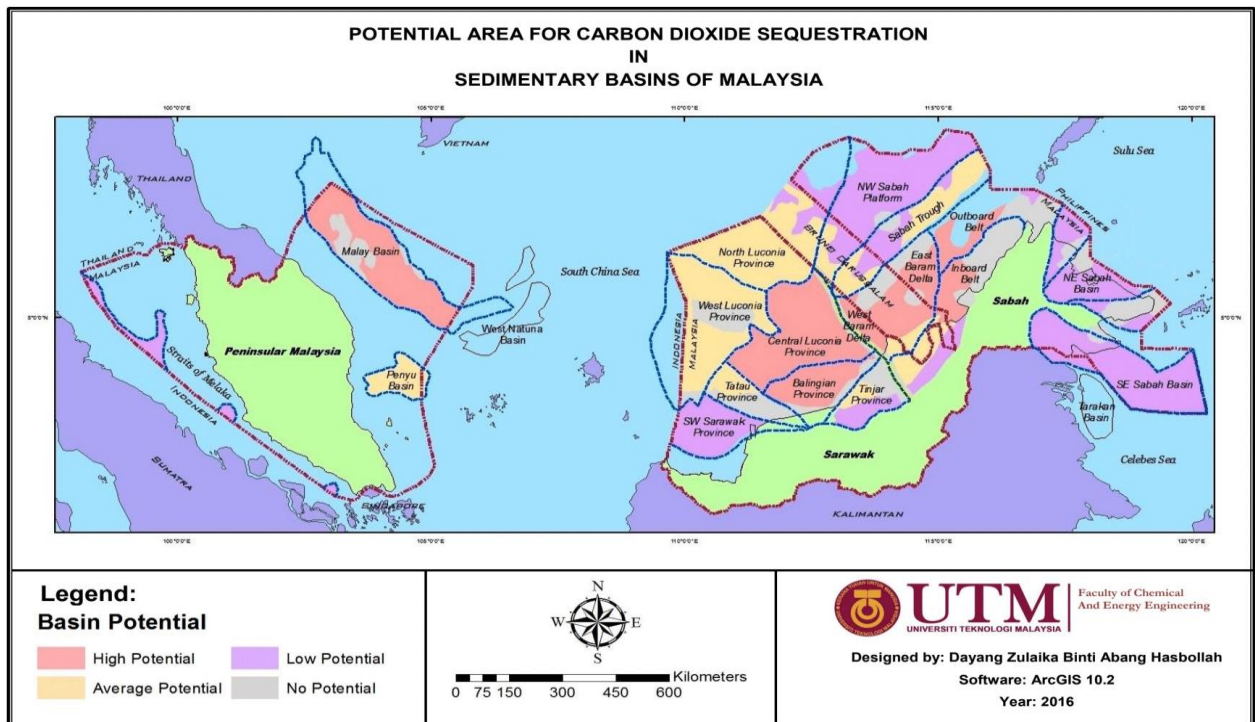 POTENTIAL AREA FOR CARBON DIOXIDE SEQUESTRATION
IN
SEDIMENTARY BASINS OF MALAYSIA
100°0'0"E
105°0'0"E
110°0'0"E
115°0'0"E
120°0'0"E
VIETNAM
THAILAND
Sulu Sea
PHILIPPINES
MALAYSIA
NW Sabah
Platform
Sabah Trough
Outboard
Belt
Malay Basin
BRUNEI DARUSSALAM
THAILAND
MALAYSIA
North Luconia
Province
East
Baram
Delta
Inboard
Belt
NE Sabah
Basin
South China Sea
Sabah
West Luconia
Province
5°0'0"N
5°0'0"N
West Natuna
Basin
West
Baram
Delta
INDONESIA
MALAYSIA
Central Luconia
Province
Peninsular Malaysia
Straits of Melaka
INDONESIA
Penyu
Basin
Tatau
Province
Balingian
Province
Tinjar
Province
SE Sabah Basin
Tarakan
Basin
SW Sarawak
Province
Sarawak
Celebes Sea
SUMATRA
SINGAPORE
KALIMANTAN
100°0'0"E
105°0'0"E
110°0'0"E
115°0'0"E
120°0'0"E
Legend:
Basin Potential
High Potential
Low Potential
Average Potential
No Potential
N
W
E
S
Kilometers
0 75 150 300 450 600
UTM
UNIVERSITI TEKNOLOGI MALAYSIA
Faculty of Chemical
And Energy Engineering
Designed by: Dayang Zulaika Binti Abang Hasbollah
Software: ArcGIS 10.2
Year: 2016